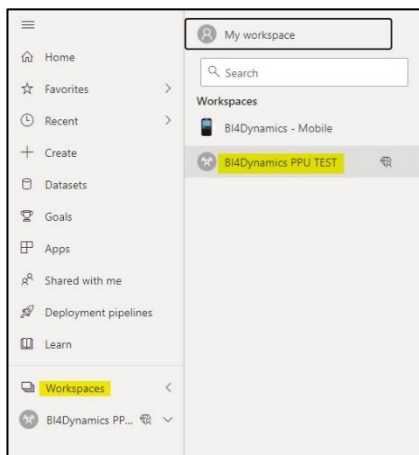 Home
Favorites
Recent
Create
Datasets
Goals
Apps
Shared with me
Deployment pipelines
Learn
Workspaces
BI4Dynamics PP...
My workspace
Search
Workspaces
BI4Dynamics - Mobile
BI4Dynamics PPU TEST